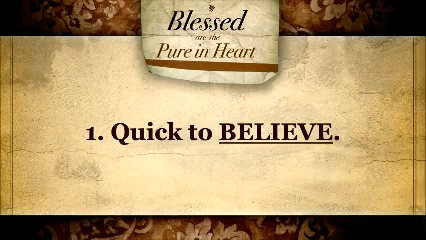 Blessed
are the
Pure in Heart
1. Quick to BELIEVE.